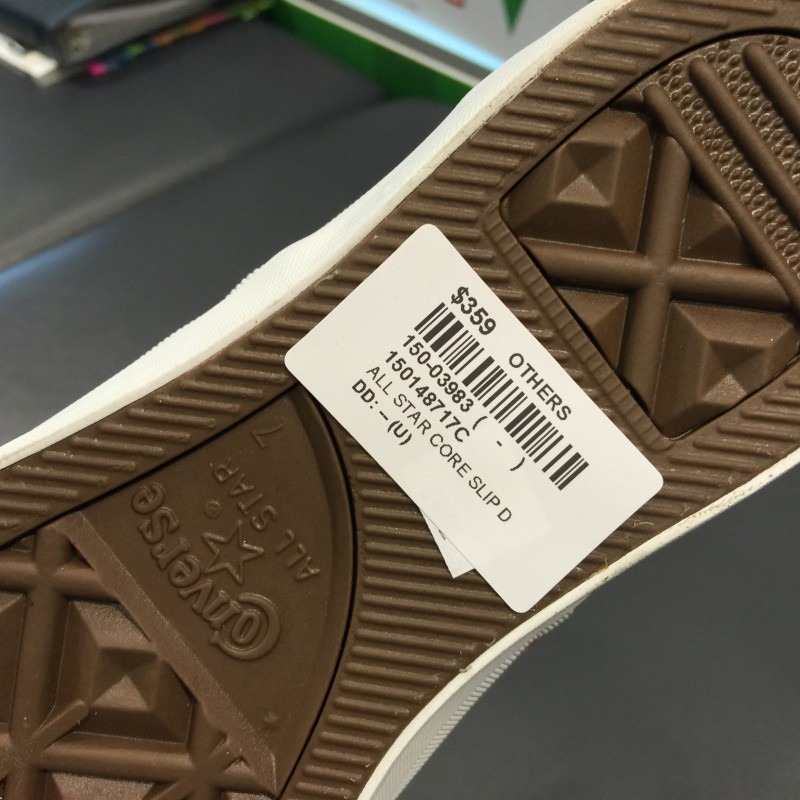 $359 OTHERS
150-03983 ( - )
150148717C
ALL STAR CORE SLIP D
DD: – (U)
Converse
©
ALL STAR 7